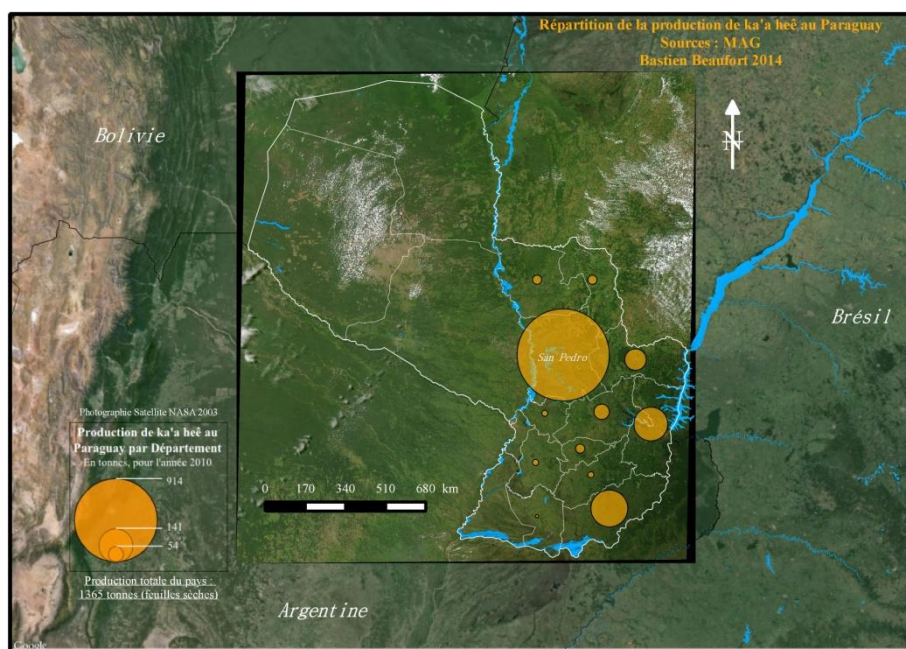 Répartition de la production de ka'a heê au Paraguay
Sources : MAG
Bastien Beaufort 2014
Bolivie
N
Brésil
San Pedro
Photographie Satellite NASA 2003
Production de ka'a heê au
Paraguay par Département
En tonnes, pour l'année 2010
914
141
54
0 170 340 510 680 km
Production totale du pays :
1365 tonnes (feuilles sèches)
Argentine
Google